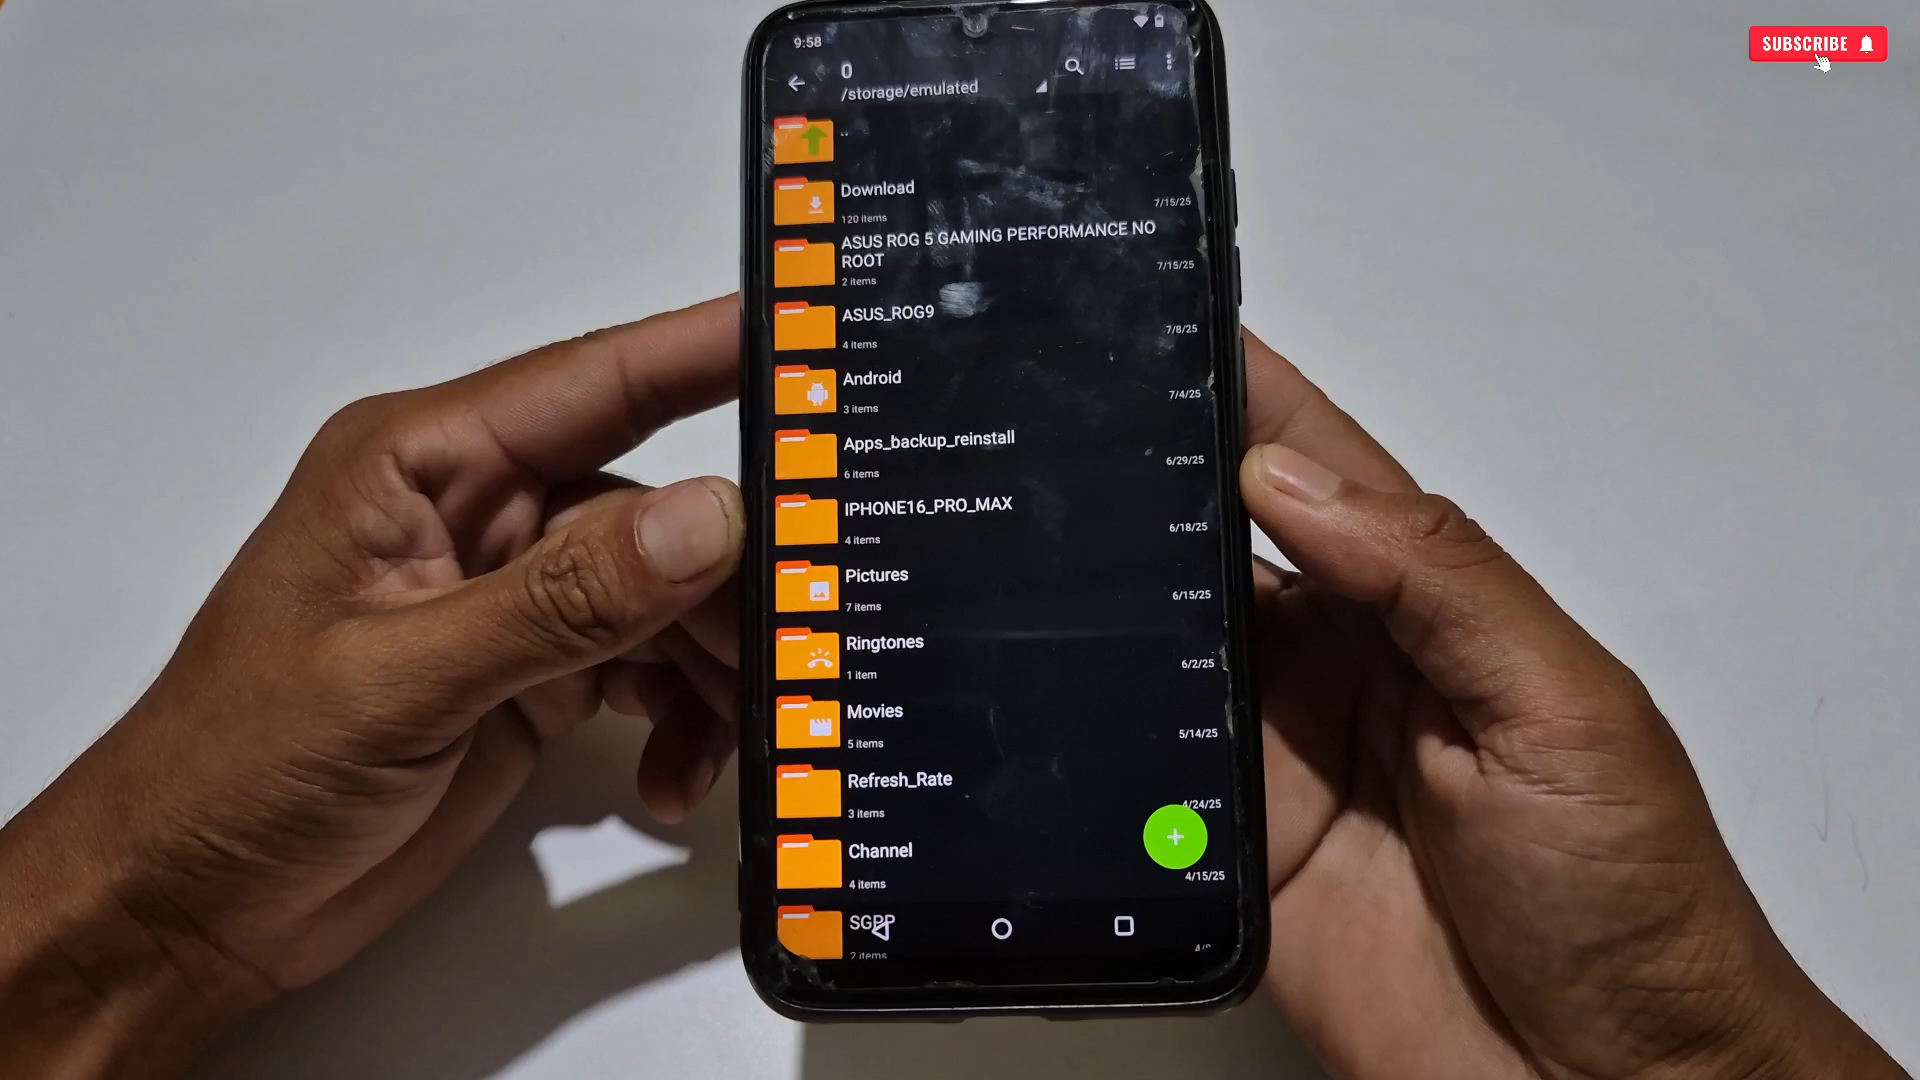 SUBSCRIBE
9:58
0
/storage/emulated
..
Download
120 items
7/15/25
ASUS ROG 5 GAMING PERFORMANCE NO
ROOT
2 items
7/15/25
ASUS_ROG9
4 items
7/8/25
Android
3 items
7/4/25
Apps_backup_reinstall
6 items
6/29/25
IPHONE16_PRO_MAX
4 items
6/18/25
Pictures
7 items
6/15/25
Ringtones
1 item
6/2/25
Movies
5 items
5/14/25
Refresh_Rate
3 items
4/24/25
Channel
4 items
4/15/25
SGPP
2 items